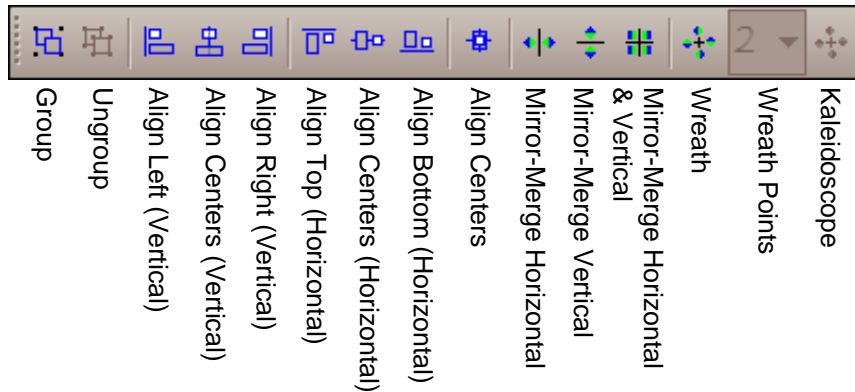 2
Group
Ungroup
Align Left (Vertical)
Align Centers (Vertical)
Align Right (Vertical)
Align Top (Horizontal)
Align Centers (Horizontal)
Align Bottom (Horizontal)
Align Centers
Mirror-Merge Horizontal
Mirror-Merge Vertical
Mirror-Merge Horizontal
& Vertical
Wreath
Wreath Points
Kaleidoscope